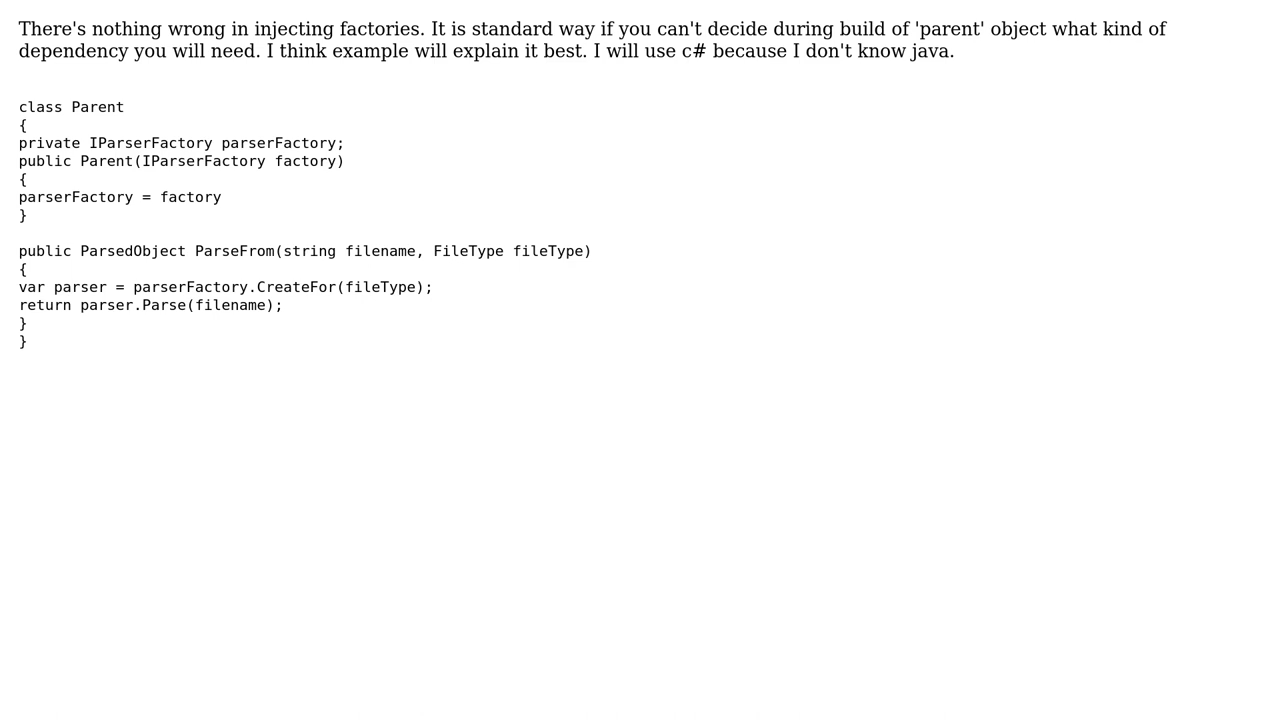 There's nothing wrong in injecting factories. It is standard way if you can't decide during build of 'parent' object what kind of
dependency you will need. I think example will explain it best. I will use c# because I don't know java.
class Parent
{
private IParserFactory parserFactory;
public Parent(IParserFactory factory)
{
parserFactory = factory
}
public ParsedObject ParseFrom(string filename, FileType fileType)
{
var parser = parserFactory.CreateFor(fileType);
return parser.Parse(filename);
}
}